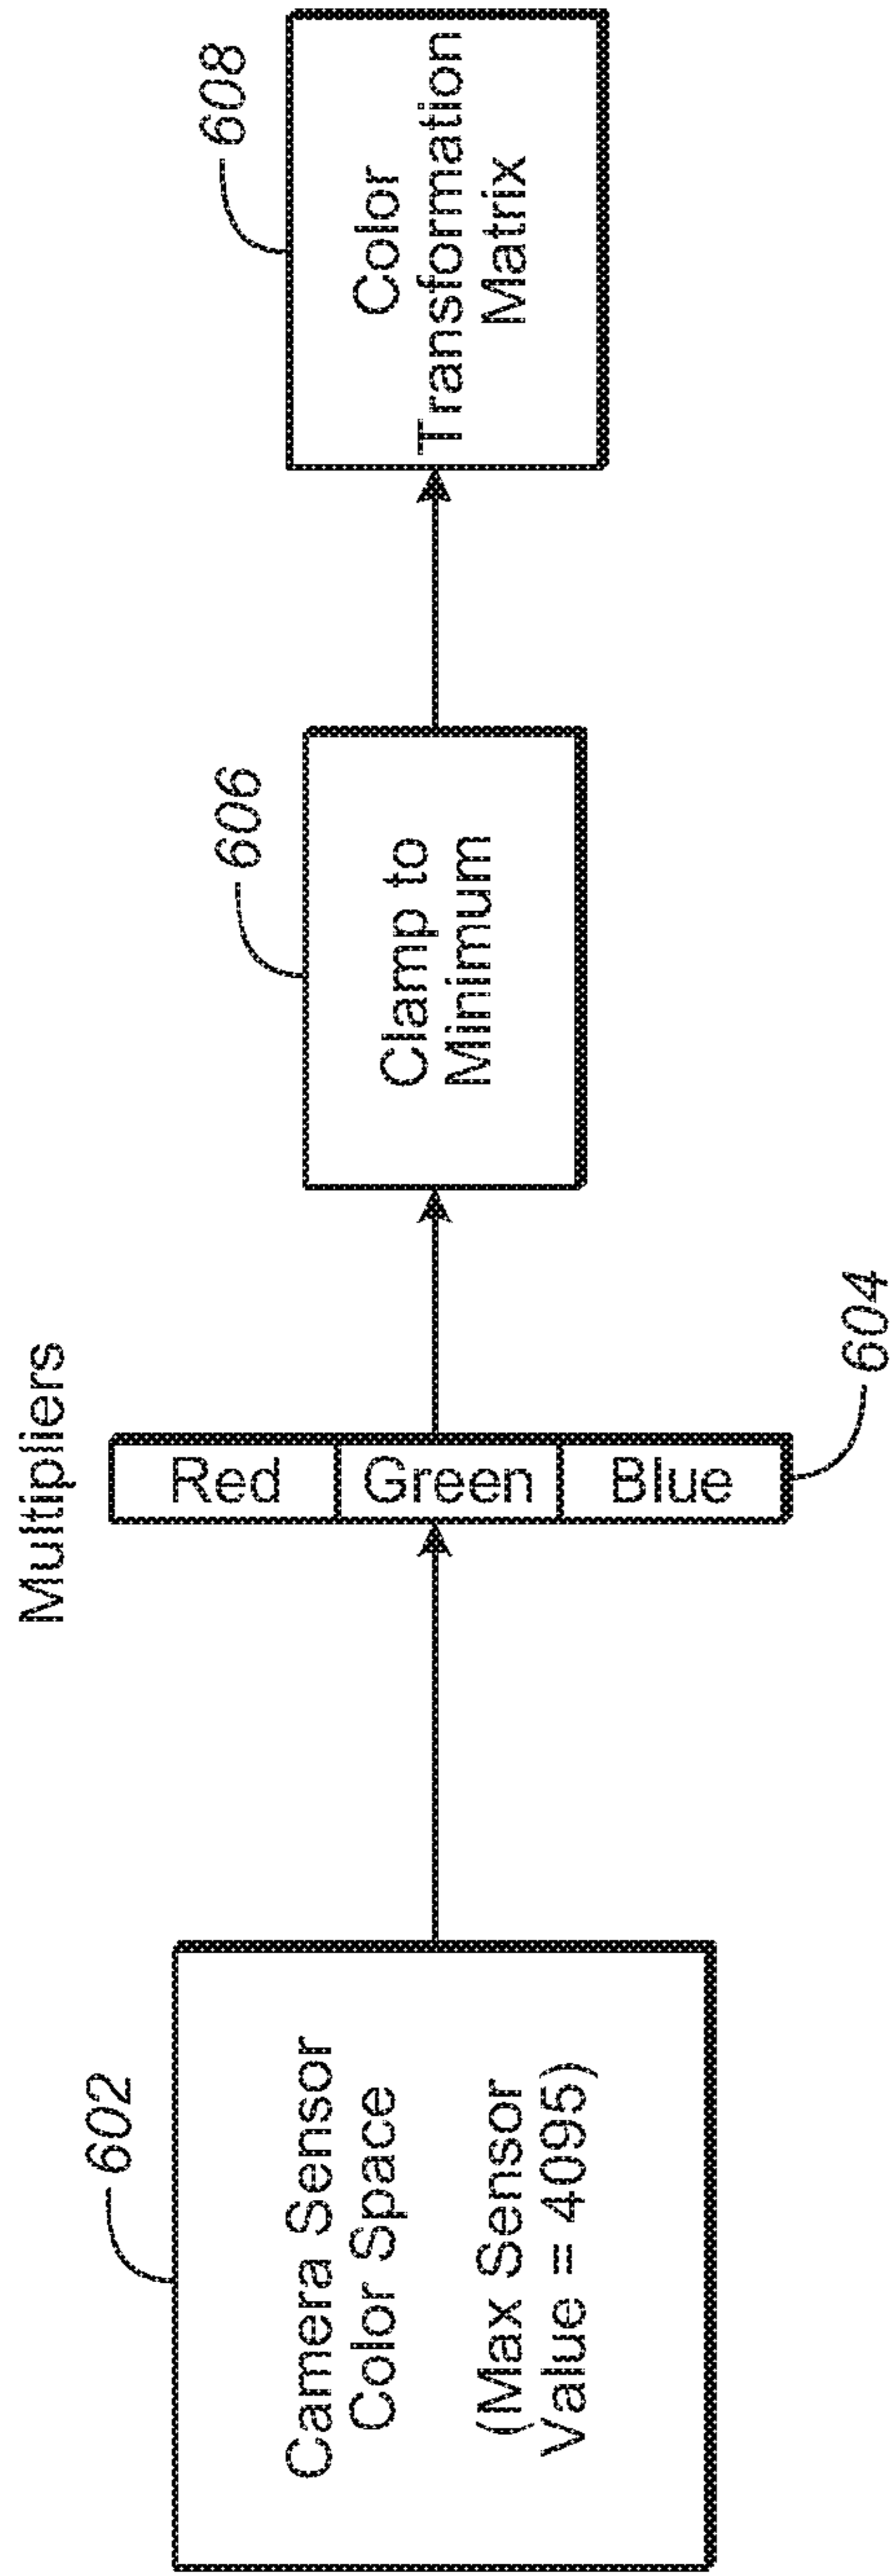 602
Camera Sensor
Color Space
(Max Sensor
Value = 4095)
Multipliers
Red
Green
Blue
604
606
Clamp to
Minimum
608
Color
Transformation
Matrix